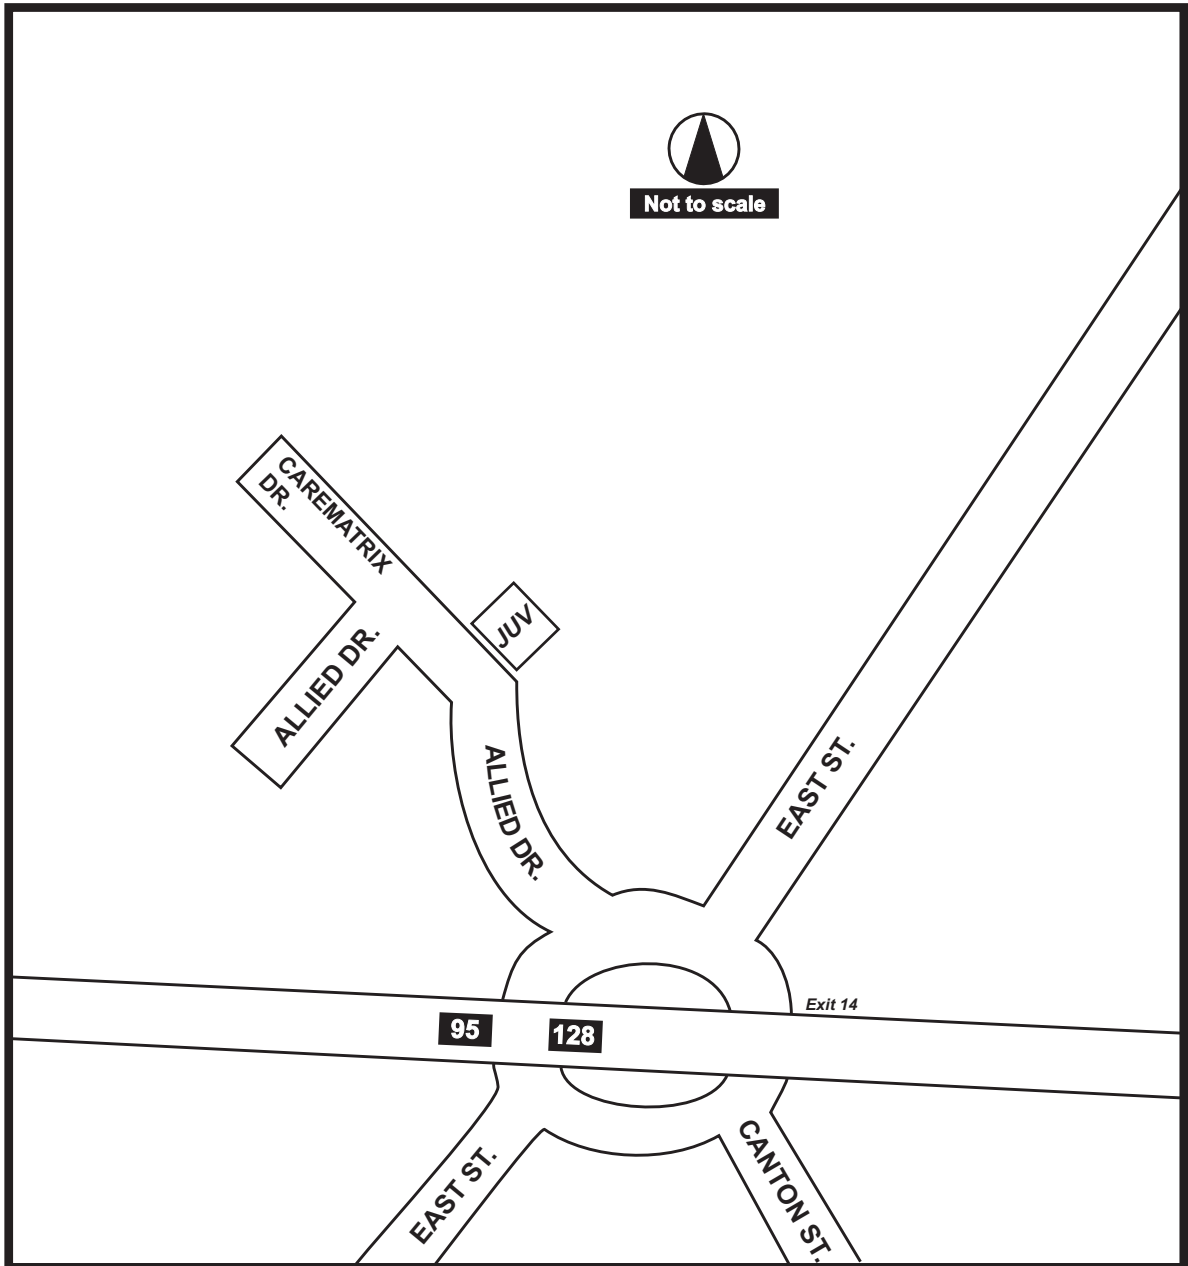 Not to scale
CAREMATRIX
DR.
JUV
ALLIED DR.
ALLIED DR.
EAST ST.
Exit 14
95
128
EAST ST.
CANTON ST.